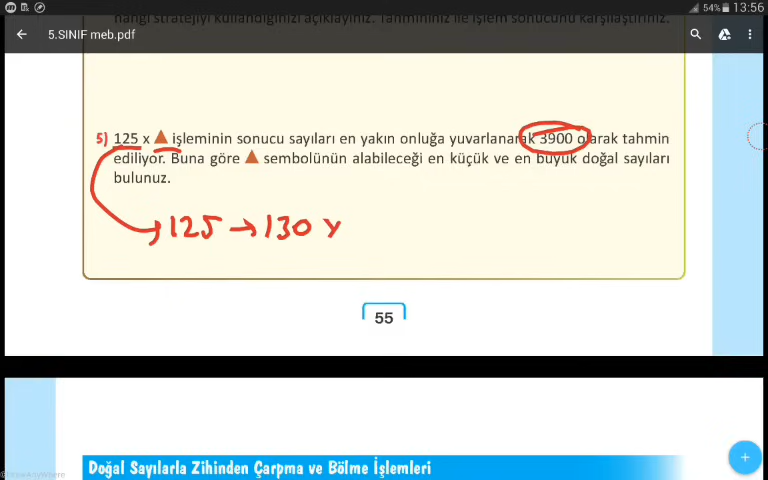 54% 13:56
hangi stratejiyi kullandığınızı açıklayınız. Tahmininiz ile işlem sonucunu karşılaştırınız.
5.SINIF meb.pdf
5) 125 x ▲ işleminin sonucu sayıları en yakın onluğa yuvarlanarak 3900 olarak tahmin
ediliyor. Buna göre ▲ sembolünün alabileceği en küçük ve en büyük doğal sayıları
bulunuz.
125 → 130 x
55
Doğal Sayılarla Zihinden Çarpma ve Bölme İşlemleri